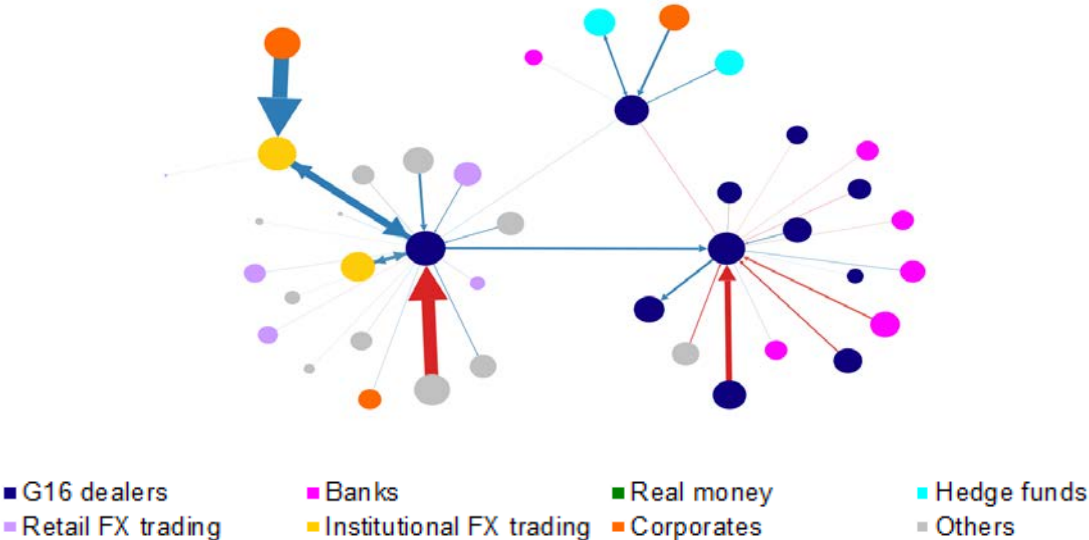 G16 dealers Banks Real money Hedge funds
Retail FX trading Institutional FX trading Corporates Others